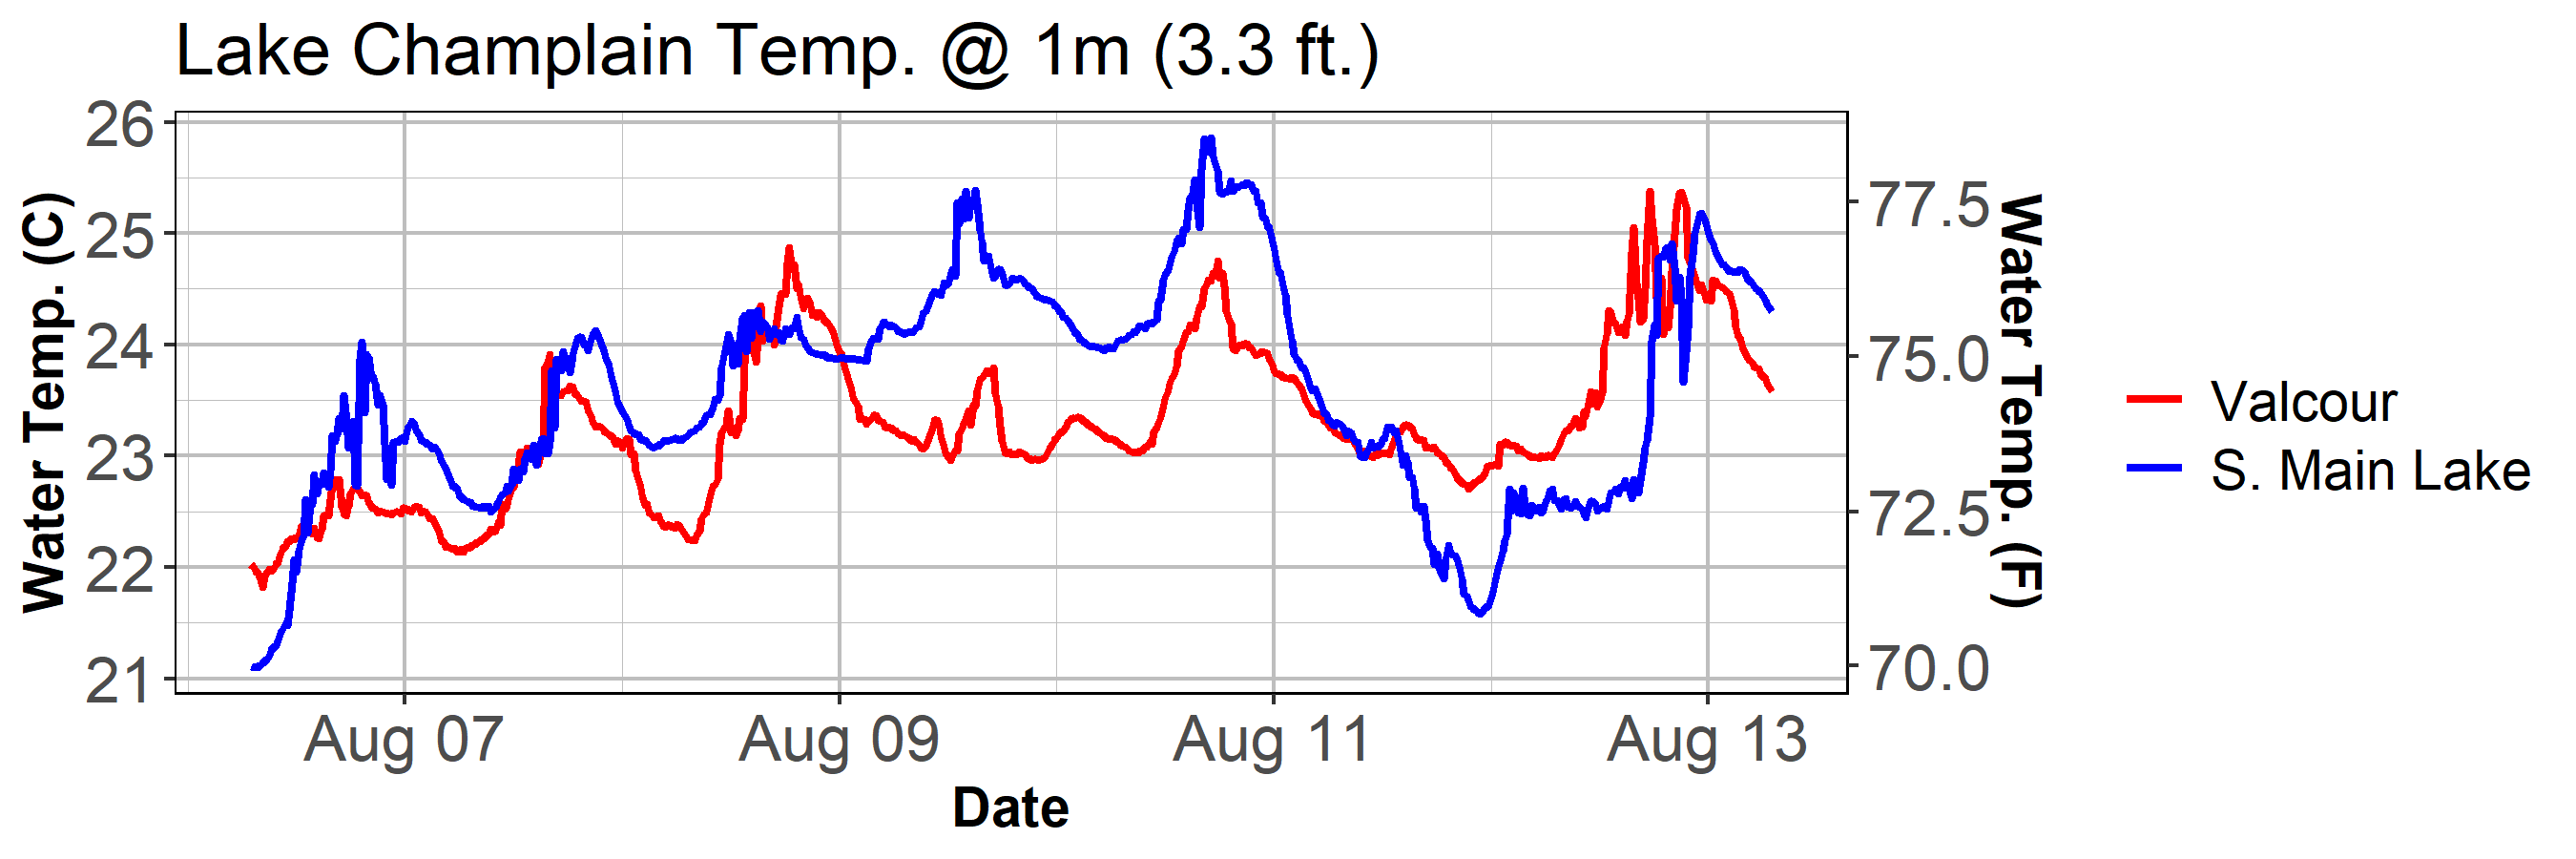 Lake Champlain Temp. @ 1m (3.3 ft.)
Water Temp. (C)
26
25
24
23
22
21
77.5
75.0
72.5
70.0
Water Temp. (F)
Aug 07
Aug 09
Aug 11
Aug 13
Date
Valcour
S. Main Lake